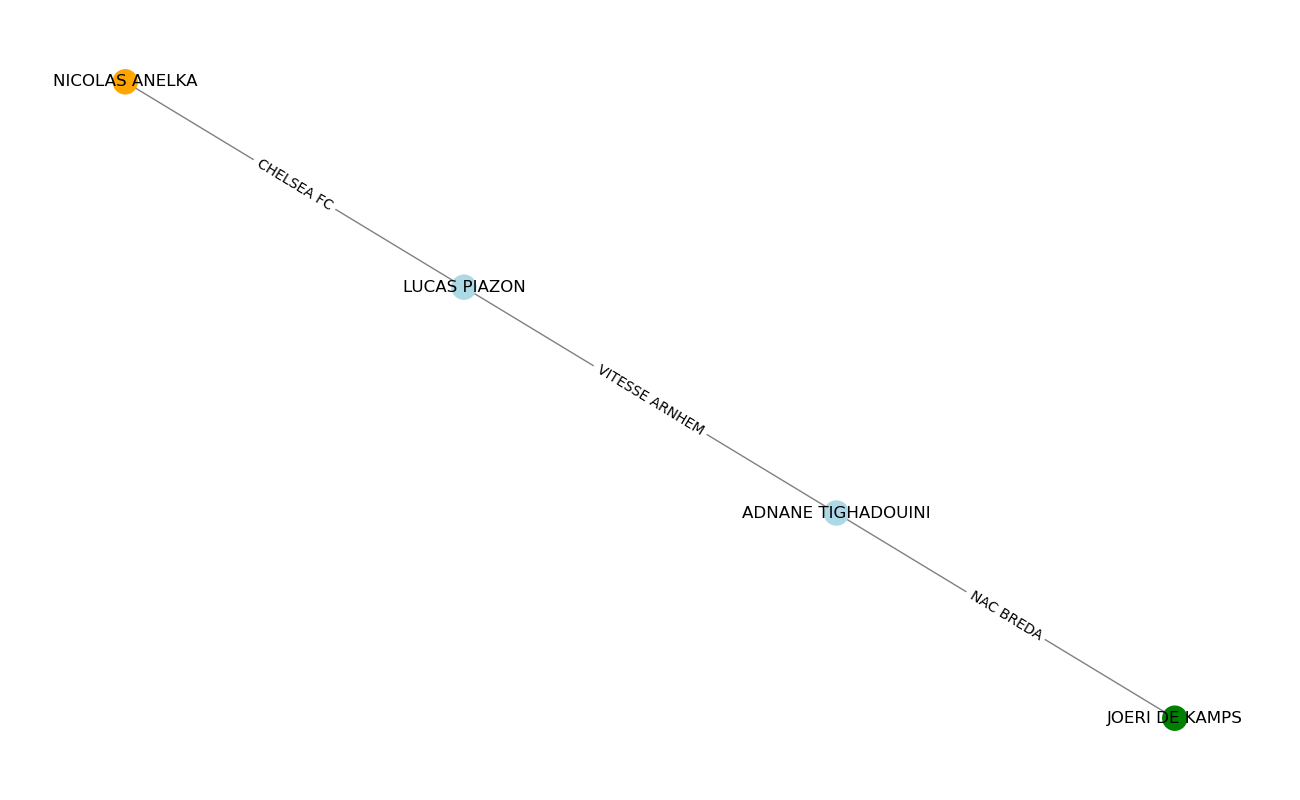 NICOLAS ANELKA
CHELSEA FC
LUCAS PIAZON
VITESSE ARNHEM
ADNANE TIGHADOUINI
NAC BREDA
JOERI DE KAMPS